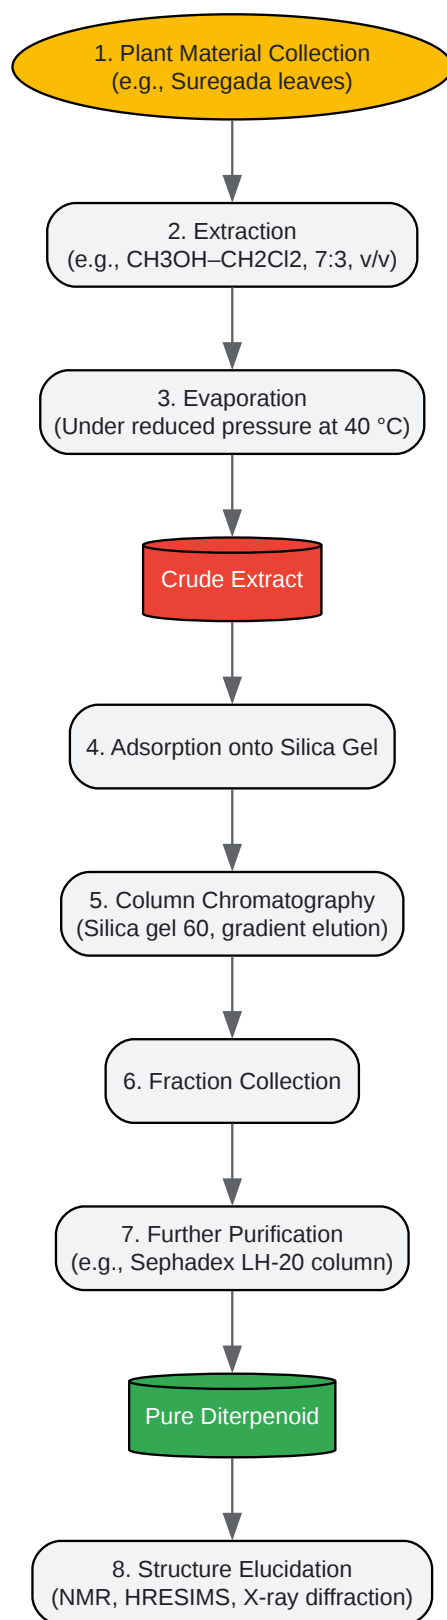 1. Plant Material Collection
(e.g., Suregada leaves)
2. Extraction
(e.g., CH3OH–CH2Cl2, 7:3, v/v)
3. Evaporation
(Under reduced pressure at 40 °C)
Crude Extract
4. Adsorption onto Silica Gel
5. Column Chromatography
(Silica gel 60, gradient elution)
6. Fraction Collection
7. Further Purification
(e.g., Sephadex LH-20 column)
Pure Diterpenoid
8. Structure Elucidation
(NMR, HRESIMS, X-ray diffraction)